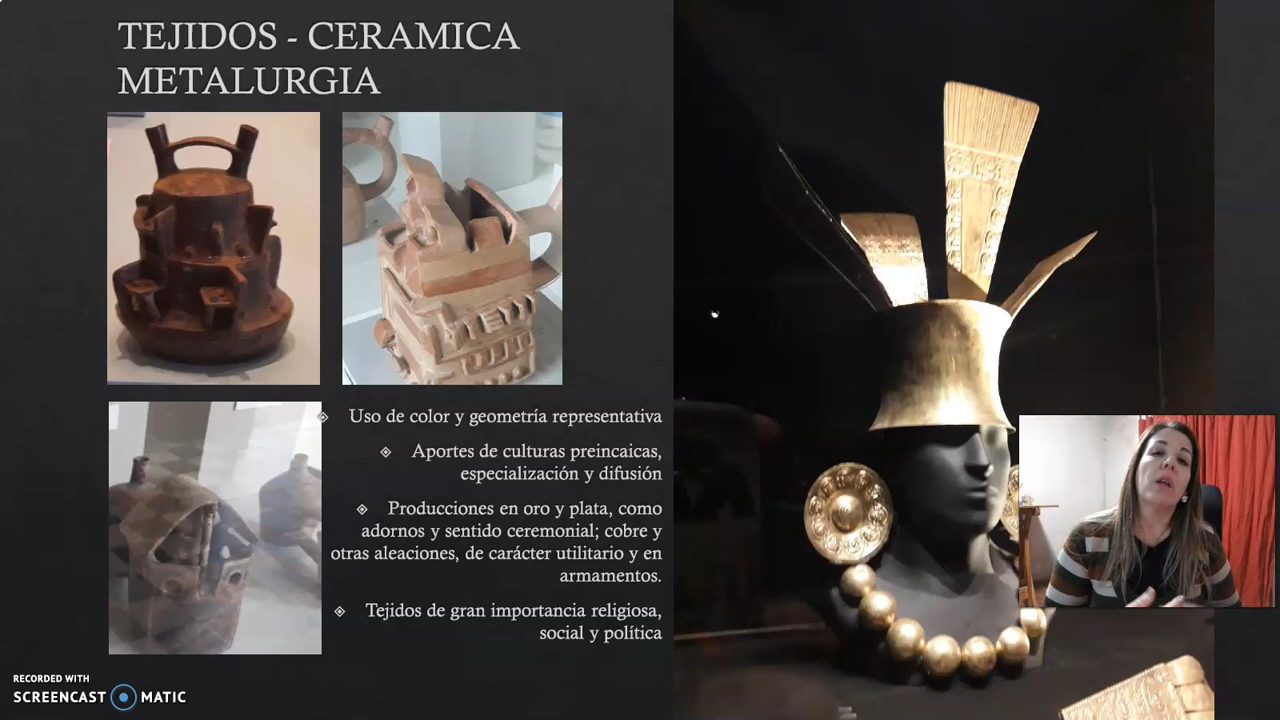 TEJIDOS - CERAMICA
METALURGIA
Uso de color y geometría representativa
Aportes de culturas preincaicas,
especialización y difusión
Producciones en oro y plata, como
adornos y sentido ceremonial; cobre y
otras aleaciones, de carácter utilitario y en
armamentos.
Tejidos de gran importancia religiosa,
social y política
RECORDED WITH
SCREENCAST MATIC